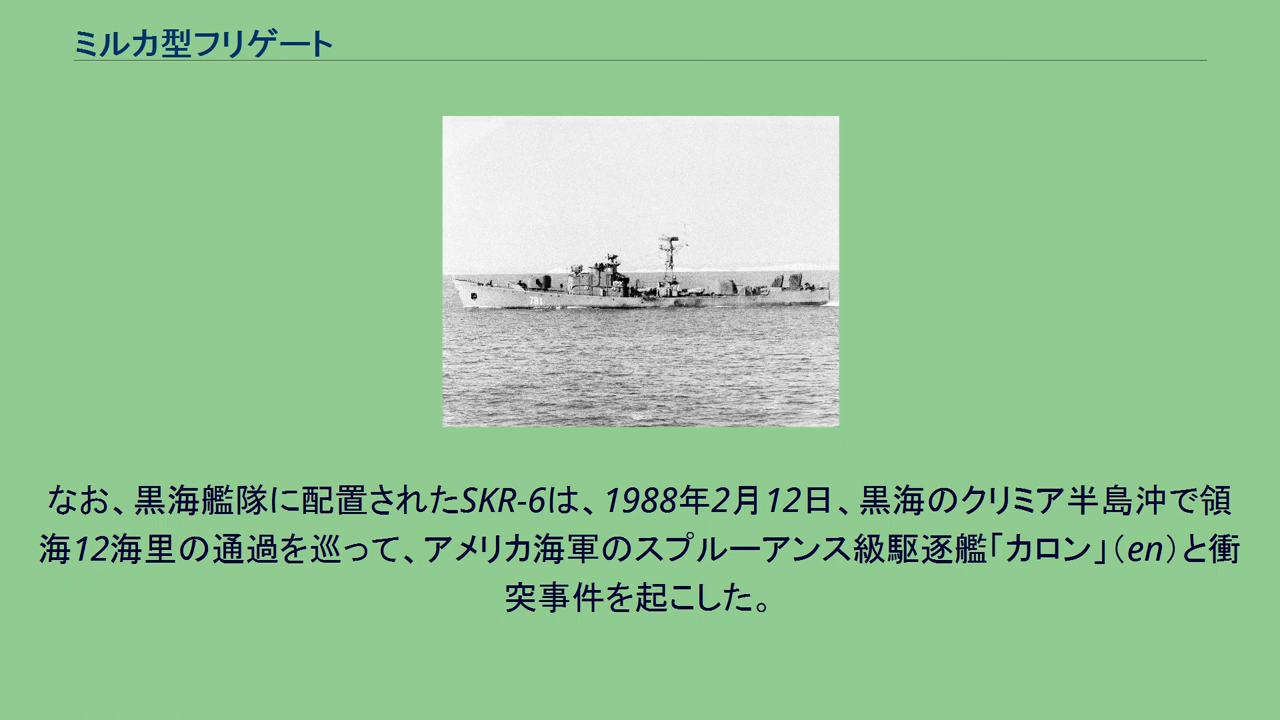 ミルカ型フリゲート
781
なお、黒海艦隊に配置されたSKR-6は、1988年2月12日、黒海のクリミア半島沖で領
海12海里の通過を巡って、アメリカ海軍のスプルーアンス級駆逐艦「カロン」（en）と衝
突事件を起こした。